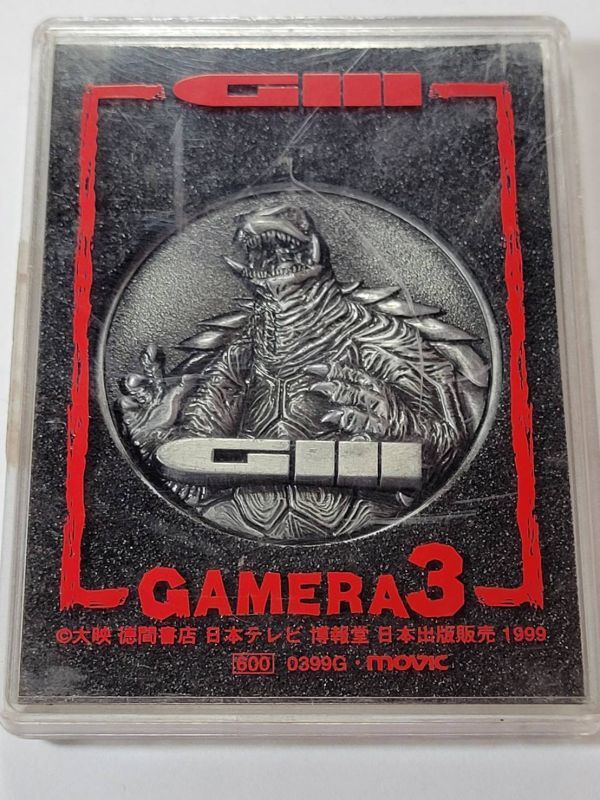 GIII
GIII
GAMERA3
©大映 徳間書店 日本テレビ 博報堂 日本出版販売 1999
600 0399G・movic